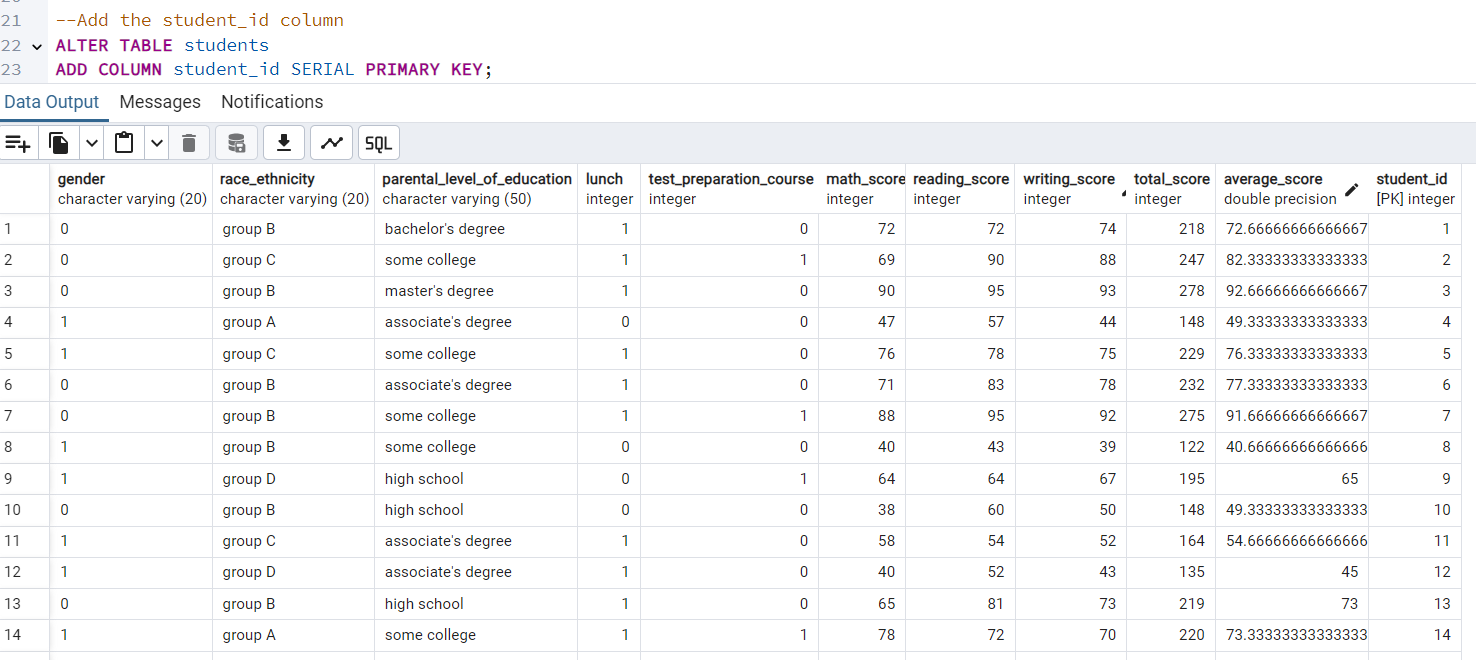 21 --Add the student_id column
22 ALTER TABLE students
23 ADD COLUMN student_id SERIAL PRIMARY KEY;
Data Output Messages Notifications
SQL
gender race_ethnicity parental_level_of_education lunch test_preparation_course math_score reading_score writing_score total_score average_score student_id
character varying (20) character varying (20) character varying (50) integer integer integer integer integer integer double precision [PK] integer
1 0 group B bachelor's degree 1 0 72 72 74 218 72.66666666666667 1
2 0 group C some college 1 1 69 90 88 247 82.33333333333333 2
3 0 group B master's degree 1 0 90 95 93 278 92.66666666666667 3
4 1 group A associate's degree 0 0 47 57 44 148 49.33333333333333 4
5 1 group C some college 1 0 76 78 75 229 76.33333333333333 5
6 0 group B associate's degree 1 0 71 83 78 232 77.33333333333333 6
7 0 group B some college 1 1 88 95 92 275 91.66666666666667 7
8 1 group B some college 0 0 40 43 39 122 40.66666666666666 8
9 1 group D high school 0 1 64 64 67 195 65 9
10 0 group B high school 0 0 38 60 50 148 49.33333333333333 10
11 1 group C associate's degree 1 0 58 54 52 164 54.66666666666666 11
12 1 group D associate's degree 1 0 40 52 43 135 45 12
13 0 group B high school 1 0 65 81 73 219 73 13
14 1 group A some college 1 1 78 72 70 220 73.33333333333333 14